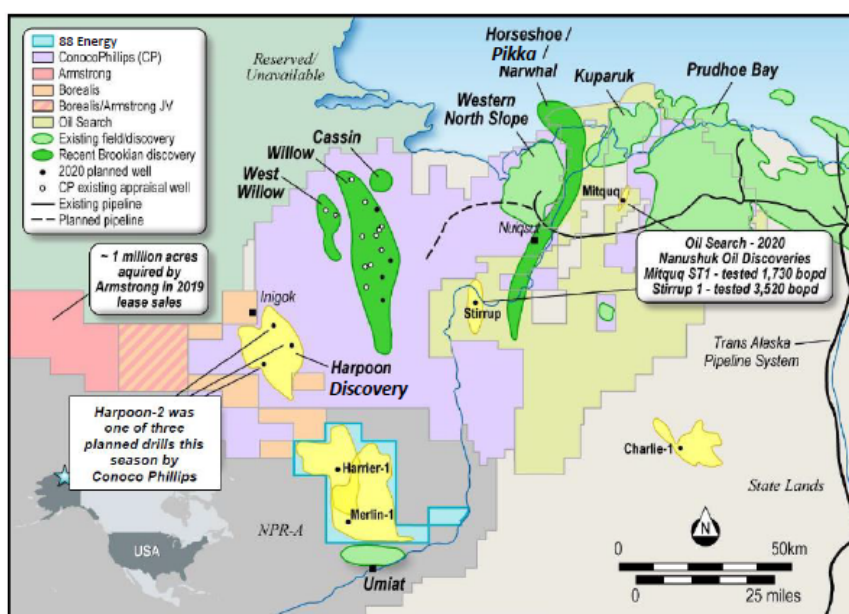 88 Energy
ConocoPhillips (CP)
Armstrong
Borealis
Borealis/Armstrong JV
Oil Search
Existing field/discovery
Recent Brookian discovery
2020 planned well
CP existing appraisal well
Existing pipeline
Planned pipeline
Reserved/
Unavailable
Horseshoe /
Pikka /
Narwhal
Kuparuk
Prudhoe Bay
Western
North Slope
Cassin
Willow
West
Willow
Mitquq
Nuiqsut
Oil Search - 2020
Nanushuk Oil Discoveries
Mitquq ST1 - tested 1,730 bopd
Stirrup 1 - tested 3,520 bopd
~ 1 million acres
aquired by
Armstrong in 2019
lease sales
Inigok
Stirrup
Trans Alaska
Pipeline System
Harpoon
Discovery
Harpoon-2 was
one of three
planned drills this
season by
Conoco Phillips
Harrier-1
Charlie-1
Merlin-1
State Lands
NPR-A
USA
Umiat
N
0
50km
0
25 miles